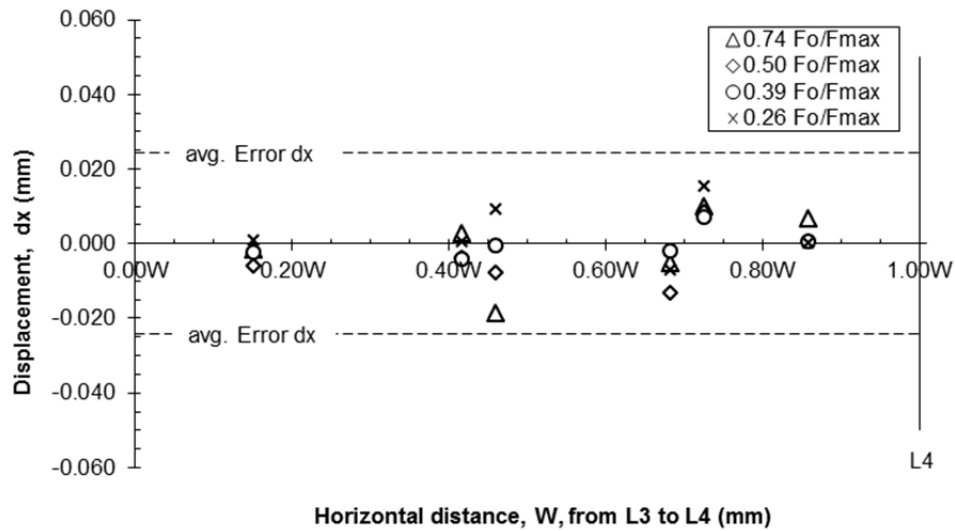 0.060
0.040
0.020
0.000
-0.020
-0.040
-0.060
Displacement, dx (mm)
0.74 Fo/Fmax
0.50 Fo/Fmax
0.39 Fo/Fmax
0.26 Fo/Fmax
avg. Error dx
0.00W 0.20W 0.40W 0.60W 0.80W 1.00W
avg. Error dx
L4
Horizontal distance, W, from L3 to L4 (mm)